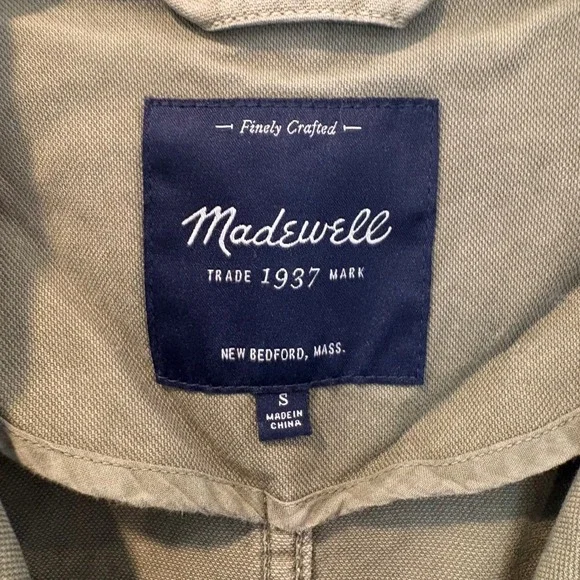 Finely Crafted
Madewell
TRADE 1937 MARK
NEW BEDFORD, MASS.
S
MADE IN
CHINA